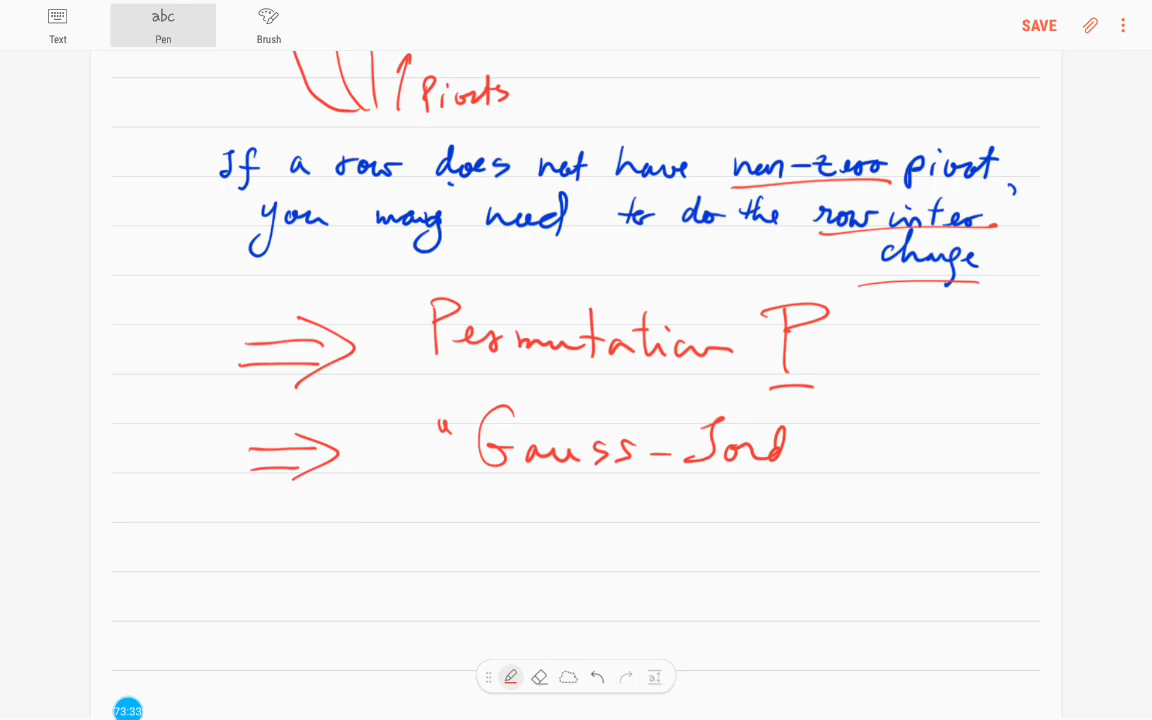 Text
abc
Pen
Brush
SAVE
Pivots
If a row does not have non-zero pivot,
you may need to do the row inter
change
⇒ Permutation P
⇒ "Gauss-Jord
73:33